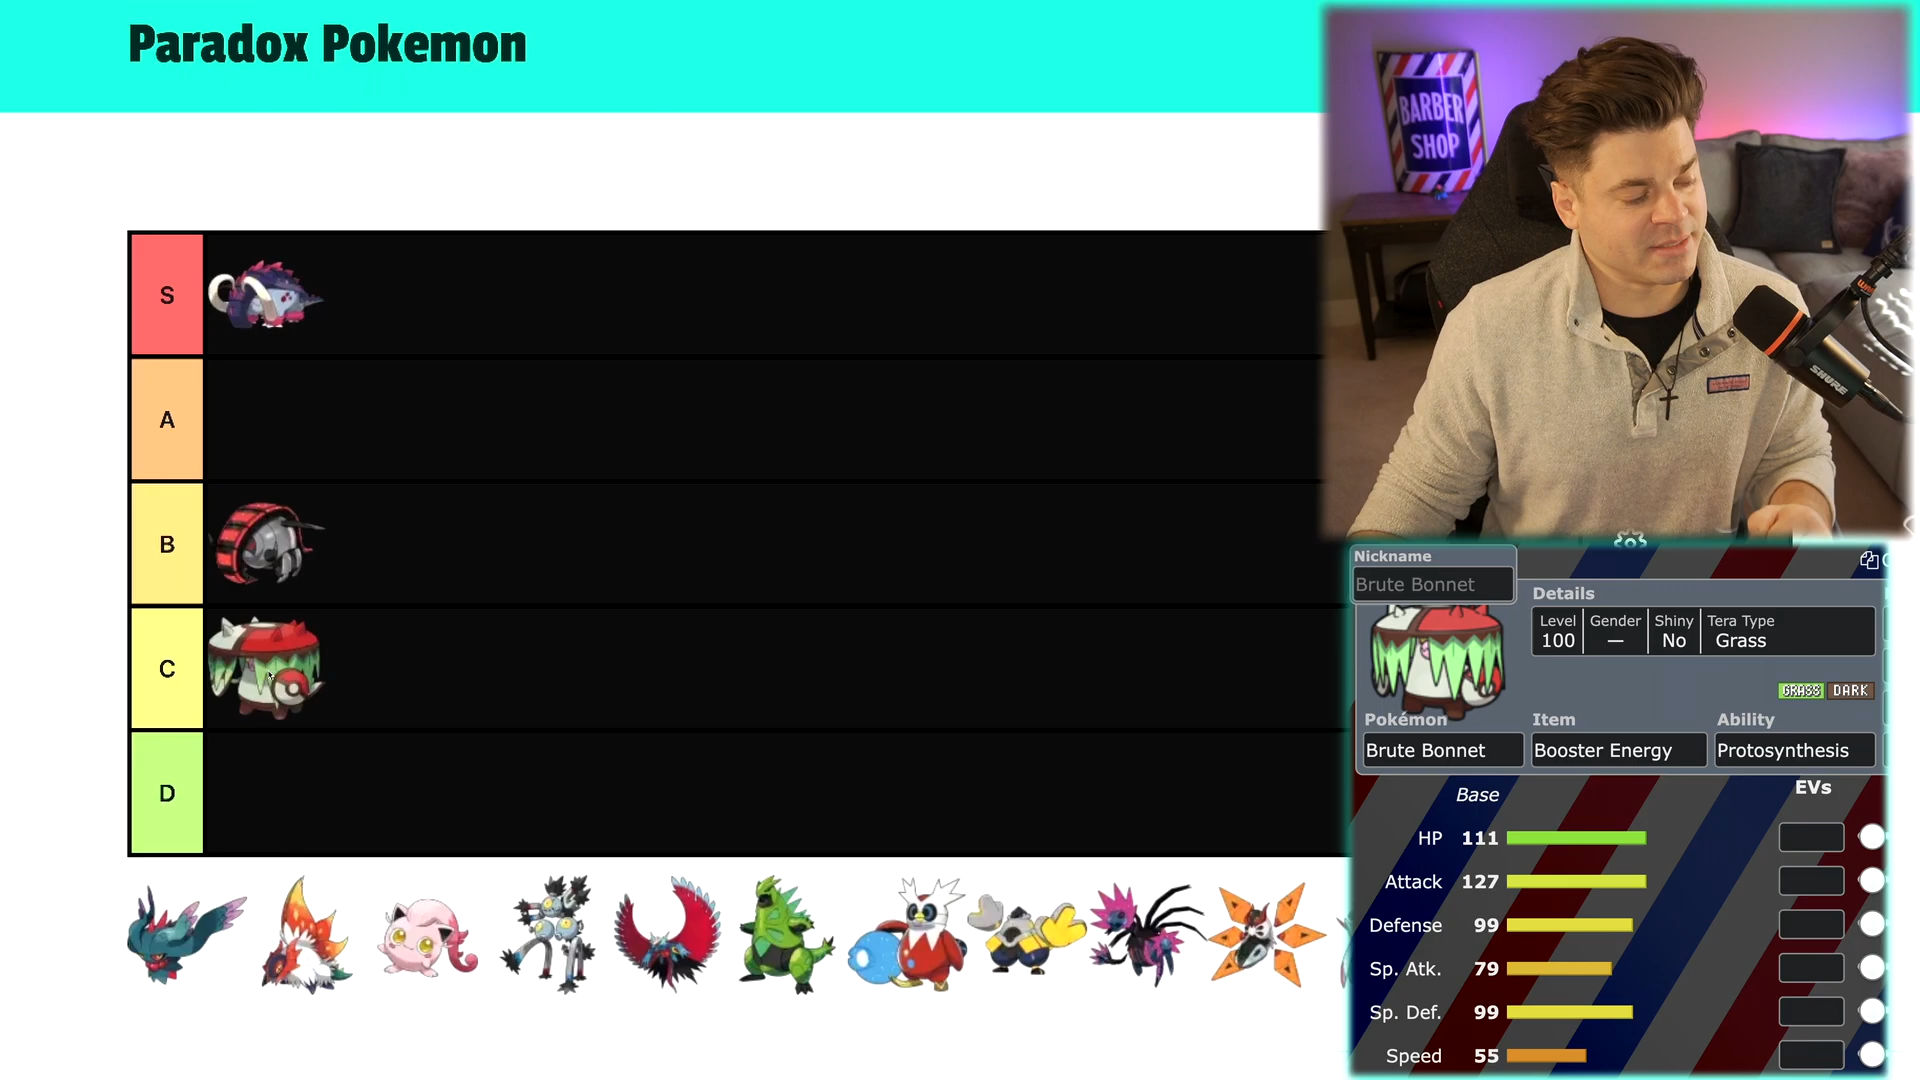 Paradox Pokemon
BARBER
SHOP
SHURE
S
A
B
C
D
Nickname
Brute Bonnet
Details
Level Gender Shiny Tera Type
100 — No Grass
GRASS DARK
Pokémon Item Ability
Brute Bonnet Booster Energy Protosynthesis
Base EVs
HP 111
Attack 127
Defense 99
Sp. Atk. 79
Sp. Def. 99
Speed 55